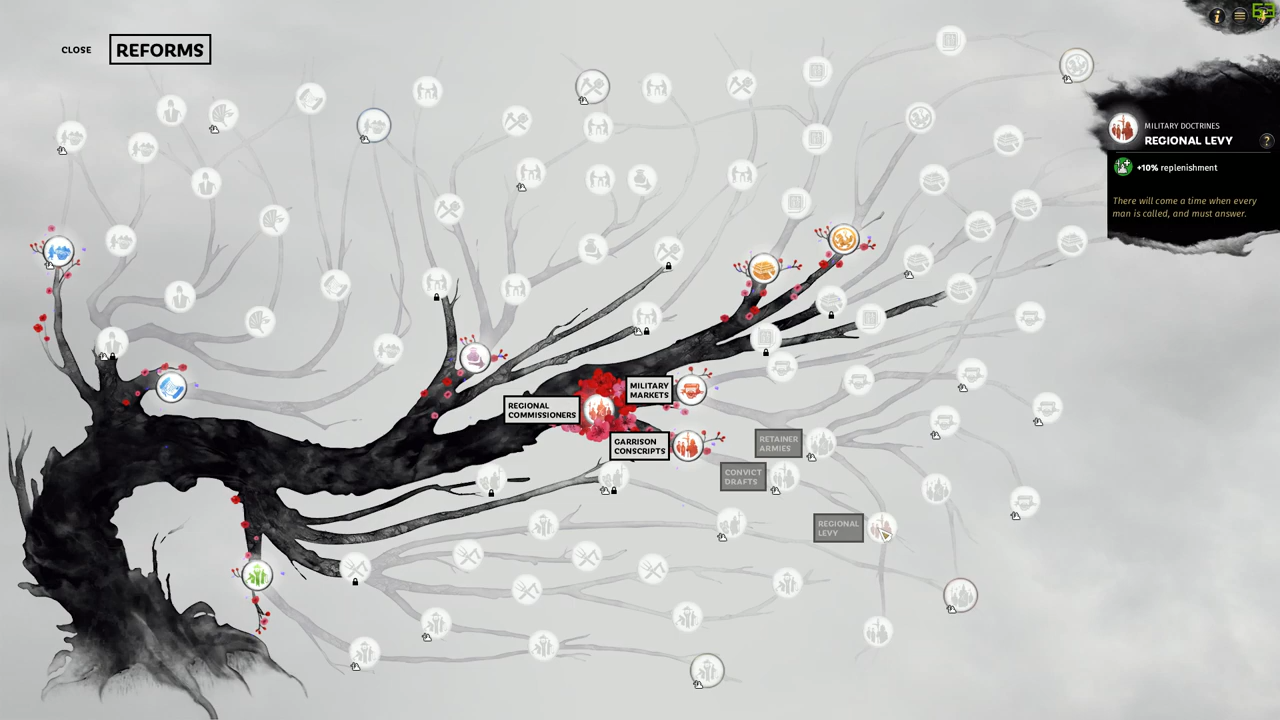 CLOSE
REFORMS
MILITARY DOCTRINES
REGIONAL LEVY
?
+10% replenishment
There will come a time when every
man is called, and must answer.
MILITARY
MARKETS
REGIONAL
COMMISSIONERS
GARRISON
CONSCRIPTS
RETAINER
ARMIES
CONVICT
DRAFTS
REGIONAL
LEVY